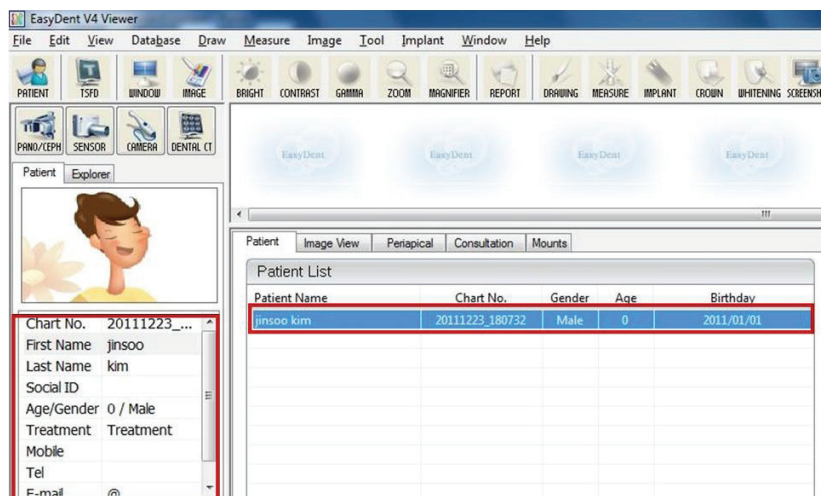 EasyDent V4 Viewer
File Edit View Database Draw Measure Image Tool Implant Window Help
PATIENT TSFD WINDOW IMAGE BRIGHT CONTRAST GAMMA ZOOM MAGNIFIER REPORT DRAWING MEASURE IMPLANT CROWN WHITENING SCREENSH
PANO/CEPH SENSOR CAMERA DENTAL CT
EasyDent EasyDent EasyDent EasyDent
Patient Explorer
Patient Image View Periapical Consultation Mounts
Patient List
Patient Name Chart No. Gender Age Birthday
jinsoo kim 20111223_180732 Male 0 2011/01/01
Chart No. 20111223_...
First Name jinsoo
Last Name kim
Social ID
Age/Gender 0 / Male
Treatment Treatment
Mobile
Tel
E-mail @